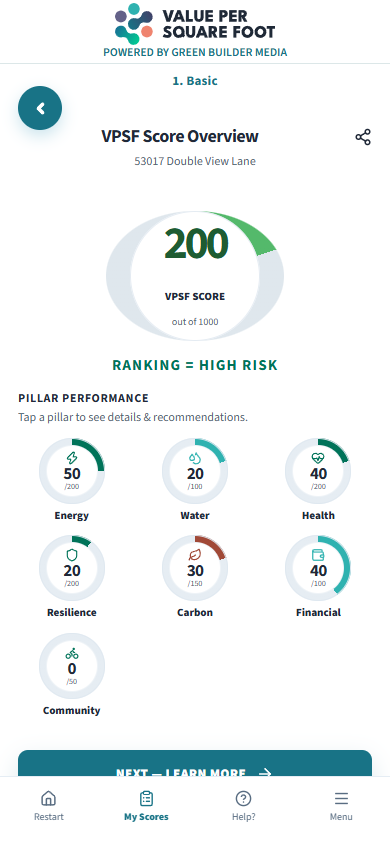 VALUE PER
SQUARE FOOT
POWERED BY GREEN BUILDER MEDIA
1. Basic
VPSF Score Overview
53017 Double View Lane
200
VPSF SCORE
out of 1000
RANKING = HIGH RISK
PILLAR PERFORMANCE
Tap a pillar to see details & recommendations.
50
/200
Energy
20
/100
Water
40
/200
Health
20
/200
Resilience
30
/150
Carbon
40
/100
Financial
0
/50
Community
NEXT — LEARN MORE
Restart
My Scores
Help?
Menu